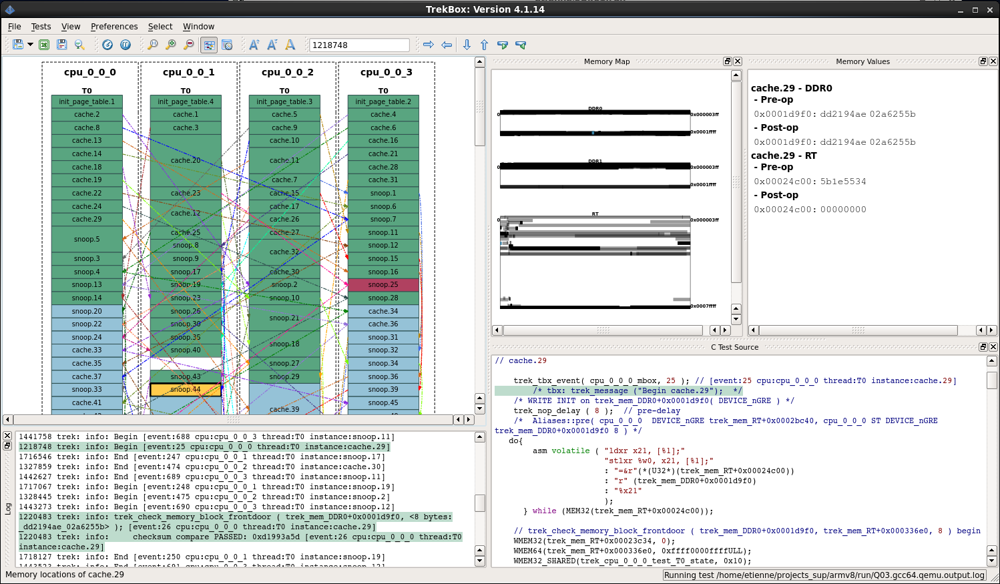 TrekBox: Version 4.1.14
File Tests View Preferences Select Window
1218748
cpu_0_0_0
T0
init_page_table.1
cache.2
cache.8
cache.13
cache.14
cache.18
cache.19
cache.22
cache.24
cache.29
snoop.5
snoop.3
snoop.4
snoop.13
snoop.14
snoop.20
snoop.22
snoop.24
cache.33
cache.35
cache.37
snoop.33
cache.41
cpu_0_0_1
T0
init_page_table.4
cache.1
cache.3
cache.20
cache.23
cache.12
cache.25
snoop.8
snoop.9
snoop.17
snoop.19
snoop.23
snoop.26
snoop.30
snoop.35
snoop.40
snoop.43
snoop.44
cpu_0_0_2
T0
init_page_table.3
cache.5
cache.9
cache.10
cache.11
cache.7
cache.15
cache.17
cache.26
cache.27
cache.32
cache.30
snoop.2
snoop.10
snoop.21
snoop.18
snoop.27
snoop.29
cache.39
cpu_0_0_3
T0
init_page_table.2
cache.4
cache.6
cache.16
cache.21
cache.28
cache.31
snoop.1
snoop.6
snoop.7
snoop.11
snoop.12
snoop.15
snoop.16
snoop.25
snoop.28
cache.34
cache.36
snoop.31
snoop.32
snoop.34
snoop.36
snoop.39
snoop.45
Memory Map
DDR0
0 0x000003ff
0x0001ffff
DDR1
0 0x000003ff
0x0001ffff
RT
0 0x000003ff
0x0007ffff
Memory Values
cache.29 - DDR0
- Pre-op
0x0001d9f0: dd2194ae 02a6255b
- Post-op
0x0001d9f0: dd2194ae 02a6255b
cache.29 - RT
- Pre-op
0x00024c00: 5b1e5534
- Post-op
0x00024c00: 00000000
Log
1441758 trek: info: Begin [event:688 cpu:cpu_0_0_3 thread:T0 instance:snoop.11]
1218748 trek: info: Begin [event:25 cpu:cpu_0_0_0 thread:T0 instance:cache.29]
1716546 trek: info: End [event:247 cpu:cpu_0_0_1 thread:T0 instance:snoop.17]
1327859 trek: info: End [event:474 cpu:cpu_0_0_2 thread:T0 instance:cache.30]
1442627 trek: info: End [event:689 cpu:cpu_0_0_3 thread:T0 instance:snoop.11]
1717067 trek: info: Begin [event:248 cpu:cpu_0_0_1 thread:T0 instance:snoop.19]
1328445 trek: info: Begin [event:475 cpu:cpu_0_0_2 thread:T0 instance:snoop.2]
1443273 trek: info: Begin [event:690 cpu:cpu_0_0_3 thread:T0 instance:snoop.12]
1220483 trek: info: trek_check_memory_block_frontdoor ( trek_mem_DDR0+0x0001d9f0, <8 bytes:
_dd2194ae_02a6255b> ); [event:26 cpu:cpu_0_0_0 thread:T0 instance:cache.29]
1220483 trek: info: checksum compare PASSED: 0xd1993a5d [event:26 cpu:cpu_0_0_0 thread:T0
instance:cache.29]
1718127 trek: info: End [event:250 cpu:cpu_0_0_1 thread:T0 instance:snoop.19]
1443523 trek: info: End [event:691 cpu:cpu_0_0_3 thread:T0 instance:snoop.12]
C Test Source
// cache.29
trek_tbx_event( cpu_0_0_0_mbox, 25 ); // [event:25 cpu:cpu_0_0_0 thread:T0 instance:cache.29]
/* tbx: trek_message ("Begin cache.29"); */
/* WRITE INIT on trek_mem_DDR0+0x0001d9f0( DEVICE_nGRE ) */
trek_nop_delay ( 8 ); // pre-delay
/* Aliases::pre( cpu_0_0_0 DEVICE_nGRE trek_mem_RT+0x0002bc40, cpu_0_0_0 ST DEVICE_nGRE
trek_mem_DDR0+0x0001d9f0 8 ) */
do{
asm volatile ( "ldxr x21, [%1];"
"stlxr %w0, x21, [%1];"
: "=&r"(*(U32*)(trek_mem_RT+0x00024c00))
: "r" (trek_mem_DDR0+0x0001d9f0)
: "%x21"
);
} while (MEM32(trek_mem_RT+0x00024c00));
// trek_check_memory_block_frontdoor ( trek_mem_DDR0+0x0001d9f0, trek_mem_RT+0x000336e0, 8 ) begin
WMEM32(trek_mem_RT+0x00023c34, 0);
WMEM64(trek_mem_RT+0x000336e0, 0xffff0000ffffULL);
WMEM32_SHARED(trek_cpu_0_0_0_test_T0_state, 0x10);
Memory locations of cache.29
Running test /home/etienne/projects_sup/armv8/run/Q03.gcc64.qemu.output.log